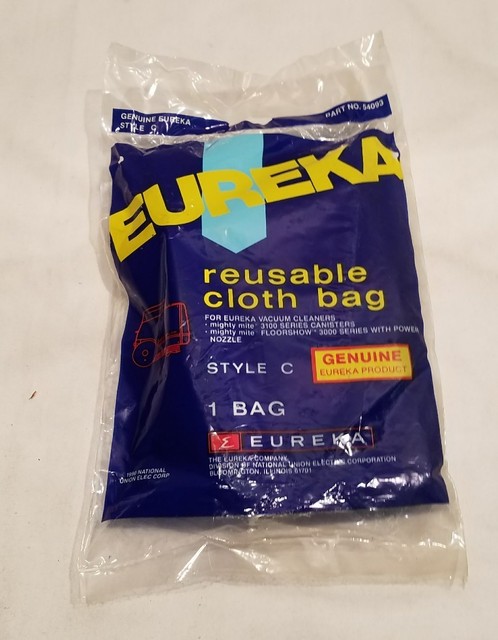 GENUINE EUREKA
STYLE C
PART NO. 54093
EUREKA
reusable
cloth bag
FOR EUREKA VACUUM CLEANERS
· mighty mite 3100 SERIES CANISTERS
· mighty mite FLOORSHOW 3000 SERIES WITH POWER
NOZZLE
STYLE C
GENUINE
EUREKA PRODUCT
1 BAG
EUREKA
THE EUREKA COMPANY
DIVISION OF NATIONAL UNION ELECTRIC CORPORATION
BLOOMINGTON, ILLINOIS 61701
NATIONAL
UNION ELEC CORP